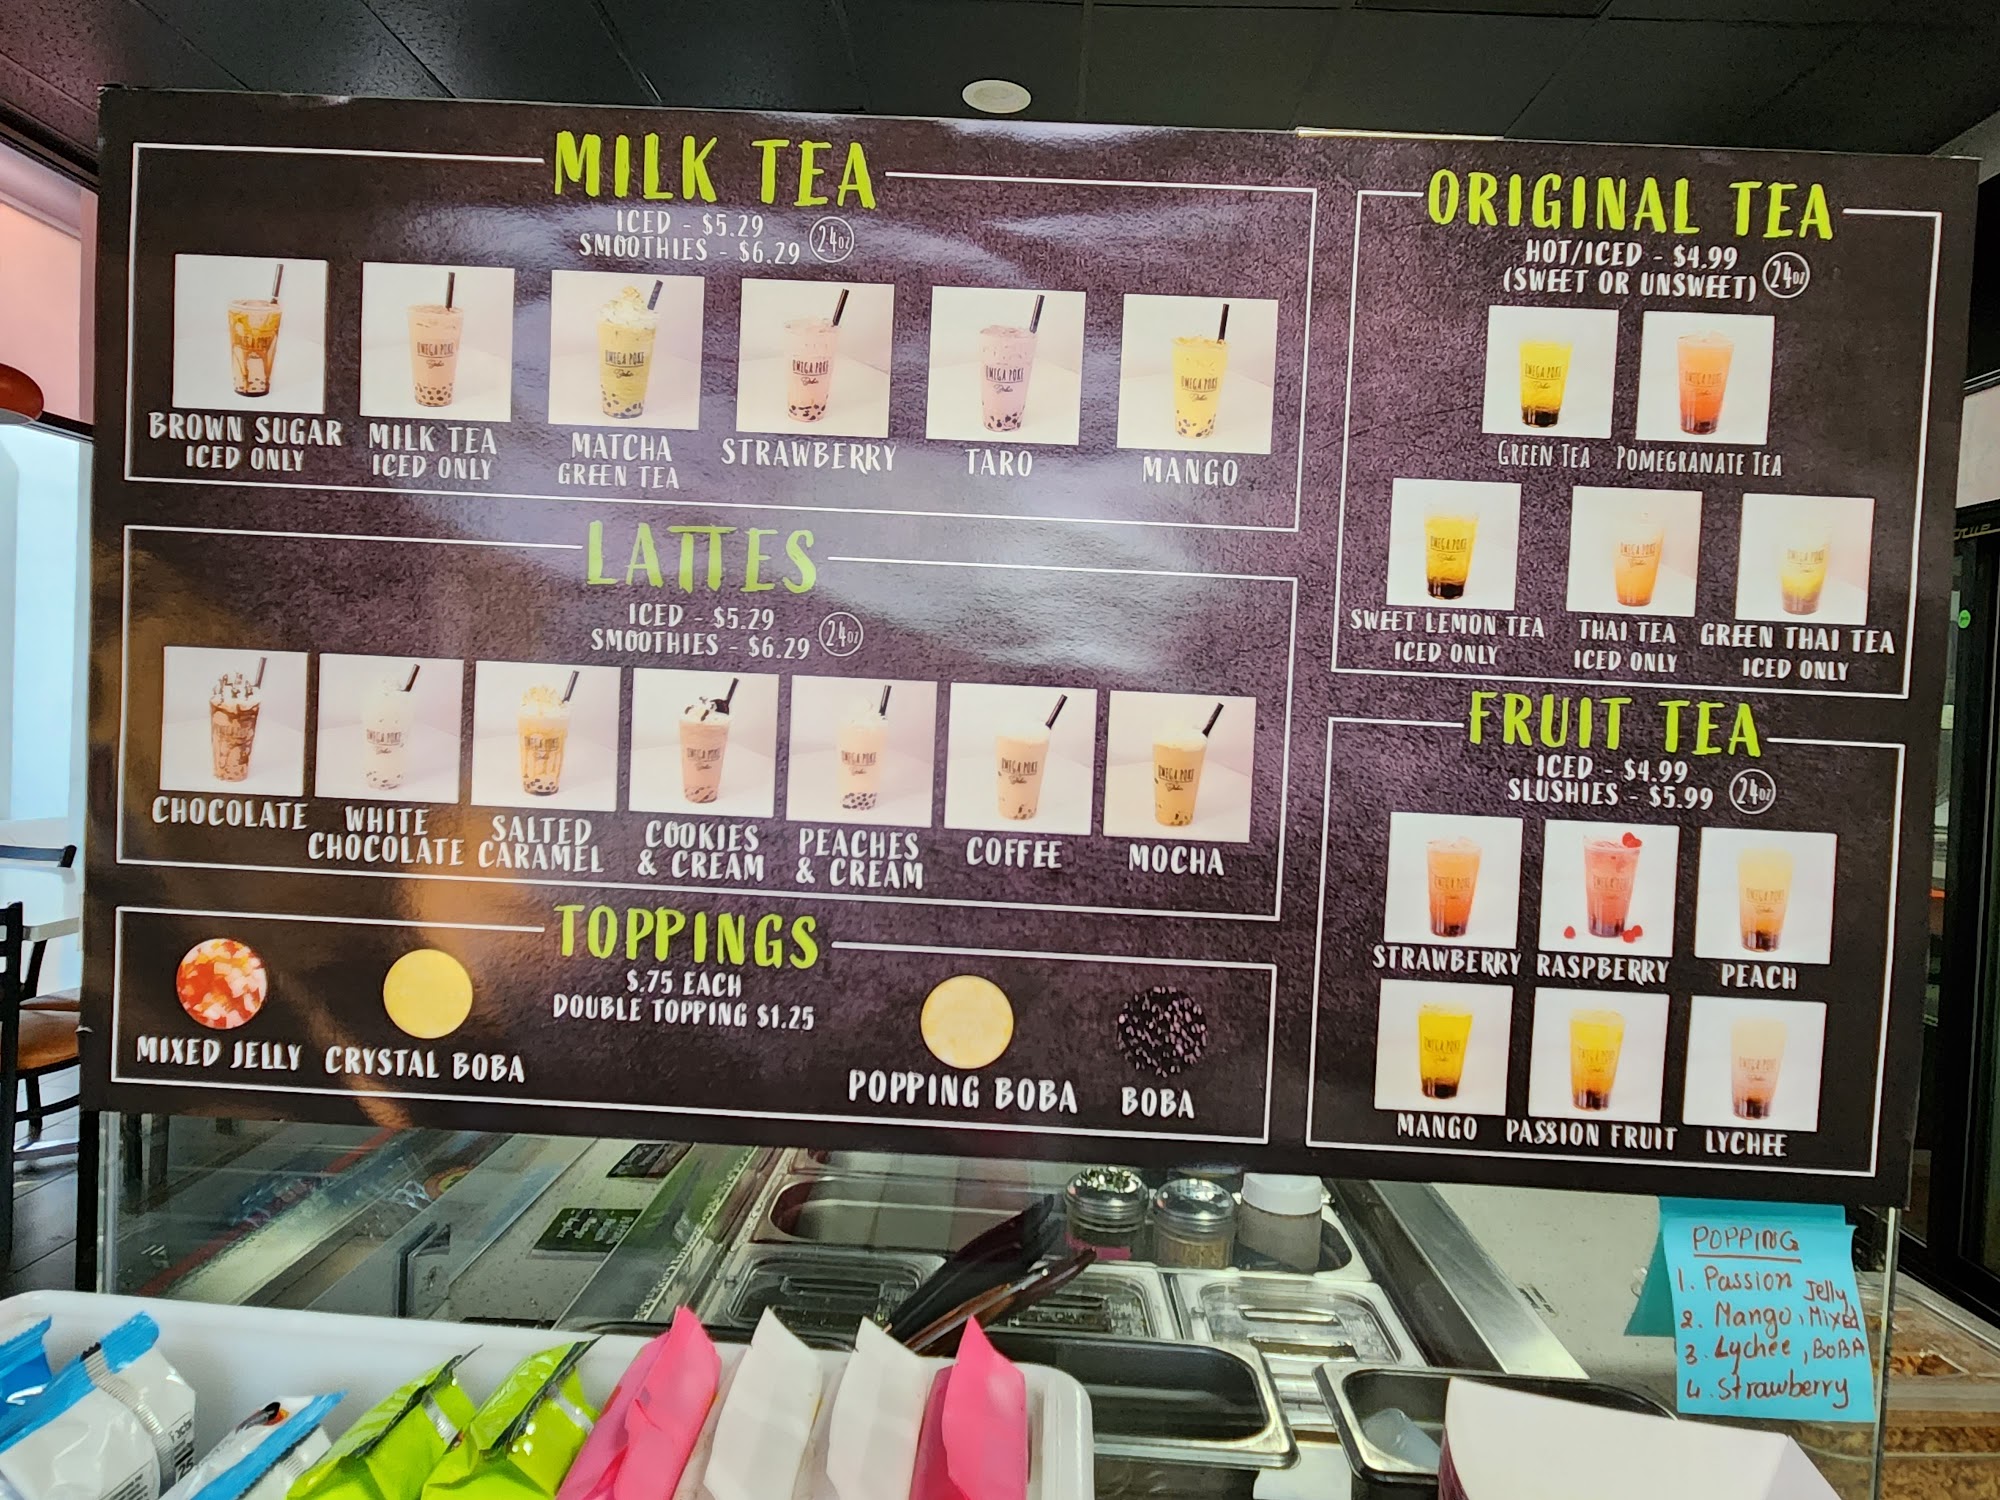 MILK TEA
ICED - $5.29
SMOOTHIES - $6.29 24oz
BROWN SUGAR
ICED ONLY
MILK TEA
ICED ONLY
MATCHA
GREEN TEA
STRAWBERRY
TARO
MANGO
LATTES
ICED - $5.29
SMOOTHIES - $6.29 24oz
CHOCOLATE
WHITE
CHOCOLATE
SALTED
CARAMEL
COOKIES
& CREAM
PEACHES
& CREAM
COFFEE
MOCHA
TOPPINGS
$.75 EACH
DOUBLE TOPPING $1.25
MIXED JELLY
CRYSTAL BOBA
POPPING BOBA
BOBA
ORIGINAL TEA
HOT/ICED - $4.99
(SWEET OR UNSWEET) 24oz
GREEN TEA
POMEGRANATE TEA
SWEET LEMON TEA
ICED ONLY
THAI TEA
ICED ONLY
GREEN THAI TEA
ICED ONLY
FRUIT TEA
ICED - $4.99
SLUSHIES - $5.99 24oz
STRAWBERRY
RASPBERRY
PEACH
MANGO
PASSION FRUIT
LYCHEE
POPPING
1. Passion Jelly
2. Mango, Mixed
3. Lychee, BOBA
4. Strawberry